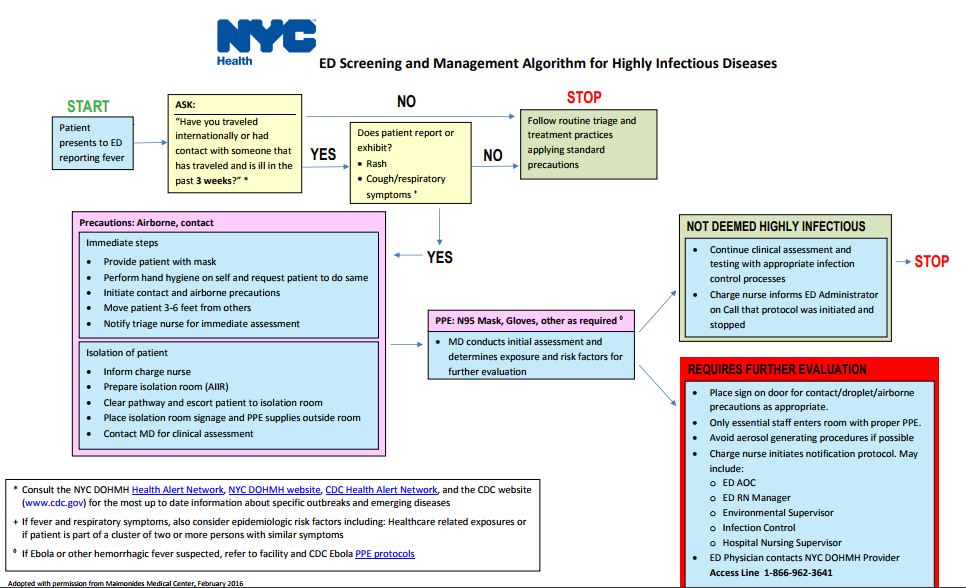 NYC
Health
ED Screening and Management Algorithm for Highly Infectious Diseases
START
Patient
presents to ED
reporting fever
ASK:
“Have you traveled
internationally or had
contact with someone that
has traveled and is ill in the
past 3 weeks?” *
NO
YES
Does patient report or
exhibit?
• Rash
• Cough/respiratory
symptoms +
NO
STOP
Follow routine triage and
treatment practices
applying standard
precautions
YES
Precautions: Airborne, contact
Immediate steps
• Provide patient with mask
• Perform hand hygiene on self and request patient to do same
• Initiate contact and airborne precautions
• Move patient 3-6 feet from others
• Notify triage nurse for immediate assessment
Isolation of patient
• Inform charge nurse
• Prepare isolation room (AIIR)
• Clear pathway and escort patient to isolation room
• Place isolation room signage and PPE supplies outside room
• Contact MD for clinical assessment
PPE: N95 Mask, Gloves, other as required ◊
• MD conducts initial assessment and
determines exposure and risk factors for
further evaluation
NOT DEEMED HIGHLY INFECTIOUS
• Continue clinical assessment and
testing with appropriate infection
control processes
• Charge nurse informs ED Administrator
on Call that protocol was initiated and
stopped
STOP
REQUIRES FURTHER EVALUATION
• Place sign on door for contact/droplet/airborne
precautions as appropriate.
• Only essential staff enters room with proper PPE.
• Avoid aerosol generating procedures if possible
• Charge nurse initiates notification protocol. May
include:
o ED AOC
o ED RN Manager
o Environmental Supervisor
o Infection Control
o Hospital Nursing Supervisor
• ED Physician contacts NYC DOHMH Provider
Access Line 1-866-962-3641
* Consult the NYC DOHMH Health Alert Network, NYC DOHMH website, CDC Health Alert Network, and the CDC website
(www.cdc.gov) for the most up to date information about specific outbreaks and emerging diseases
+ If fever and respiratory symptoms, also consider epidemiologic risk factors including: Healthcare related exposures or
if patient is part of a cluster of two or more persons with similar symptoms
◊ If Ebola or other hemorrhagic fever suspected, refer to facility and CDC Ebola PPE protocols
Adopted with permission from Maimonides Medical Center, February 2016